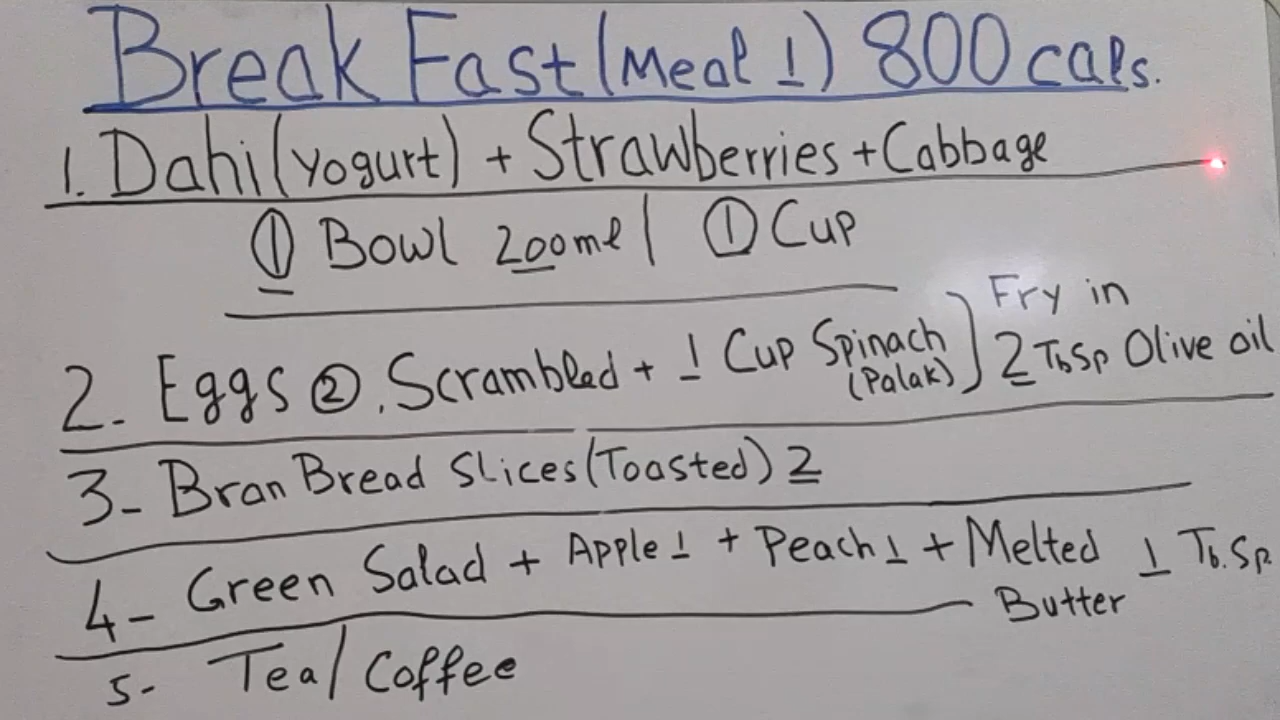 Break Fast (Meal 1) 800 cals.
1. Dahi (yogurt) + Strawberries + Cabbage
① Bowl 200ml | ① Cup
2. Eggs ②. Scrambled + 1 Cup Spinach (Palak) ] Fry in 2 TbSp Olive oil
3- Bran Bread Slices (Toasted) 2
4- Green Salad + Apple 1 + Peach 1 + Melted Butter 1 Tb.Sp.
5- Tea/Coffee